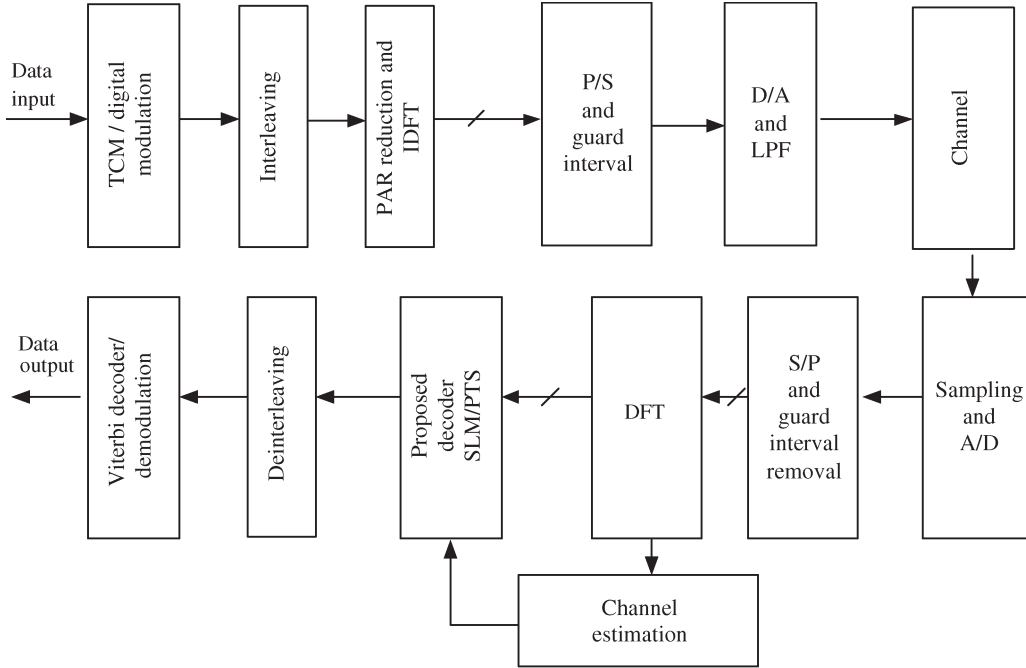 Data
input
TCM / digital
modulation
Interleaving
PAR reduction and
IDFT
P/S
and
guard
interval
D/A
and
LPF
Channel
Data
output
Viterbi decoder/
demodulation
Deinterleaving
Proposed
decoder
SLM/PTS
DFT
S/P
and
guard
interval
removal
Sampling
and
A/D
Channel
estimation